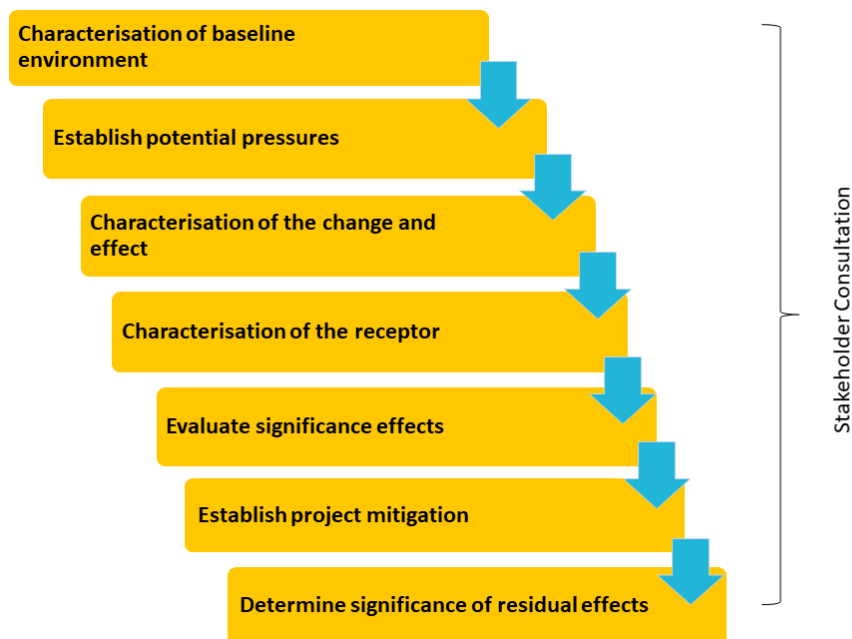 Characterisation of baseline
environment
Establish potential pressures
Characterisation of the change and
effect
Characterisation of the receptor
Evaluate significance effects
Establish project mitigation
Determine significance of residual effects
Stakeholder Consultation